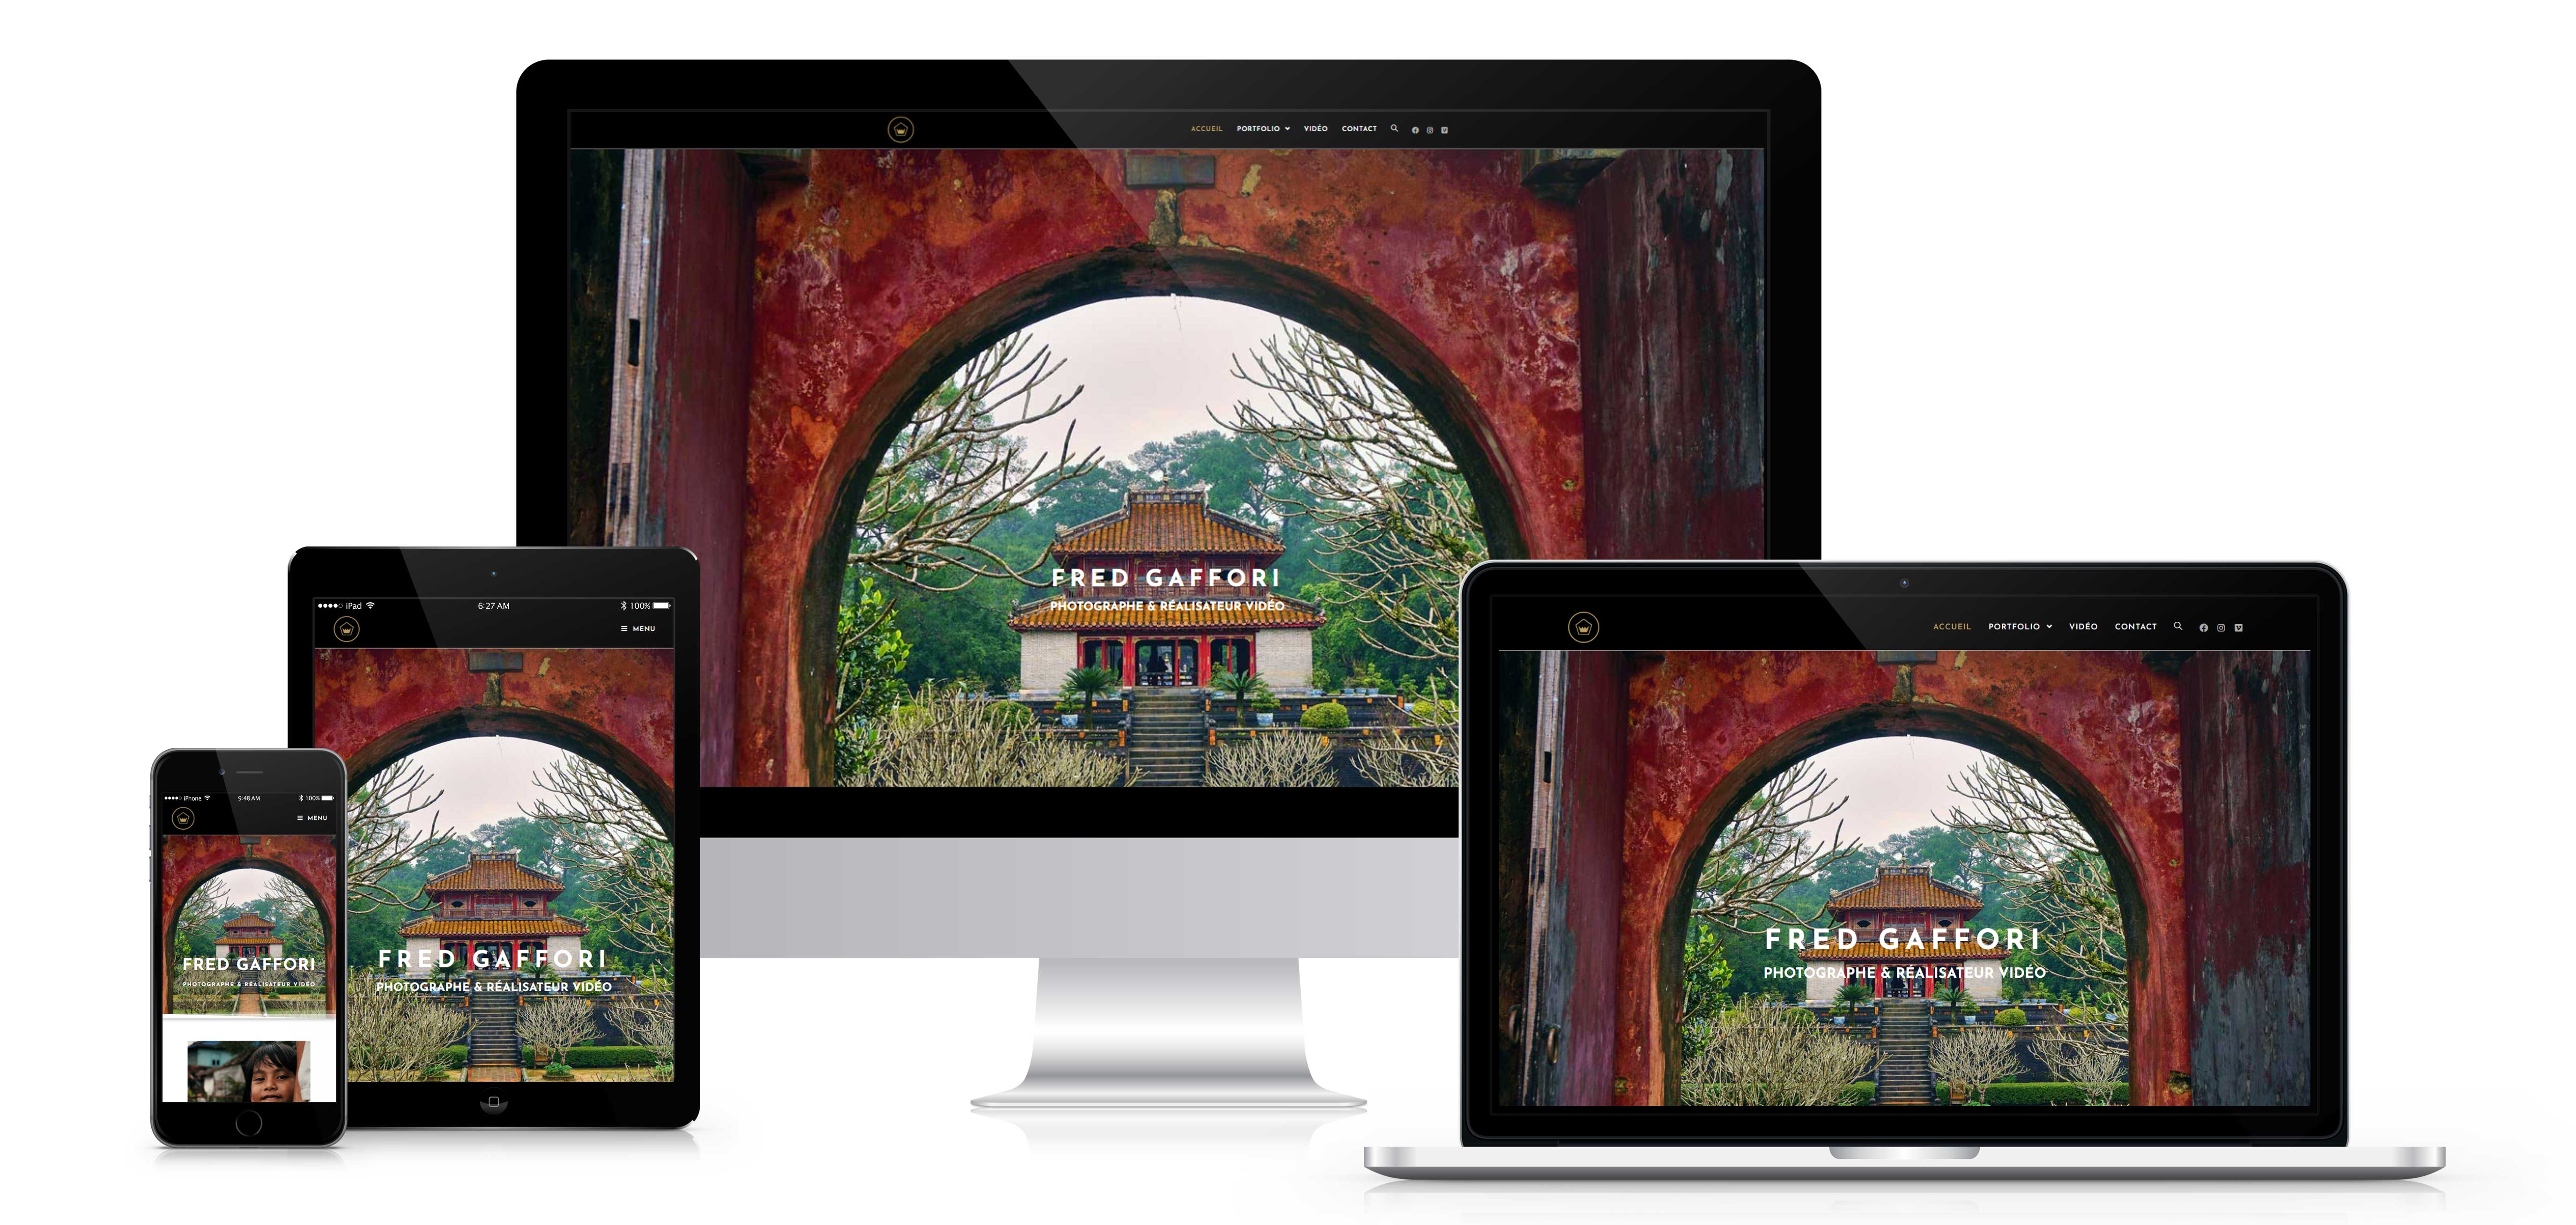 ACCUEIL PORTFOLIO VIDÉO CONTACT
FRED GAFFORI
PHOTOGRAPHE & RÉALISATEUR VIDÉO
iPad 6:27 AM 100%
MENU
FRED GAFFORI
PHOTOGRAPHE & RÉALISATEUR VIDÉO
iPhone 9:48 AM 100%
MENU
FRED GAFFORI
PHOTOGRAPHE & RÉALISATEUR VIDÉO
ACCUEIL PORTFOLIO VIDÉO CONTACT
FRED GAFFORI
PHOTOGRAPHE & RÉALISATEUR VIDÉO